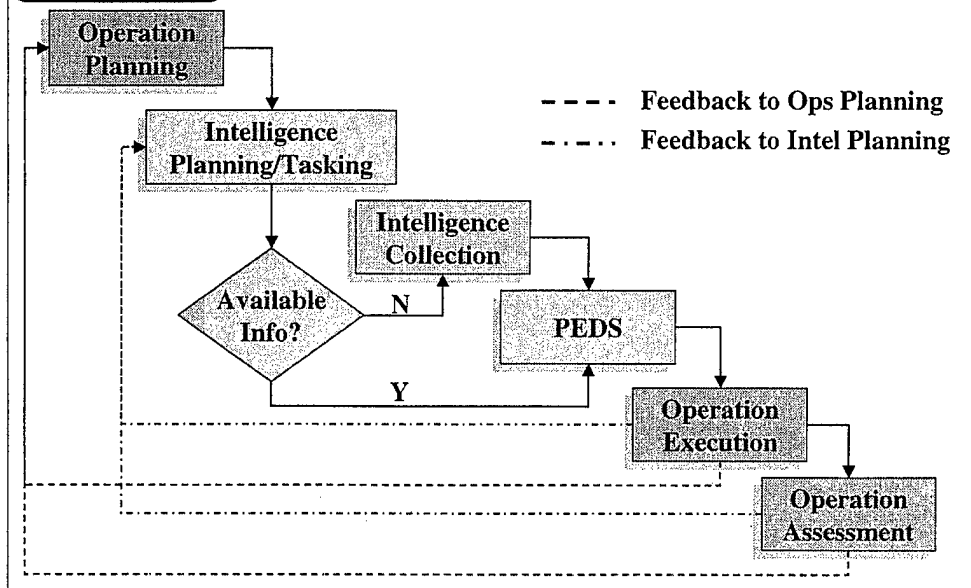 Operation
Planning
Feedback to Ops Planning
Feedback to Intel Planning
Intelligence
Planning/Tasking
Intelligence
Collection
Available
Info?
N
PEDS
Y
Operation
Execution
Operation
Assessment